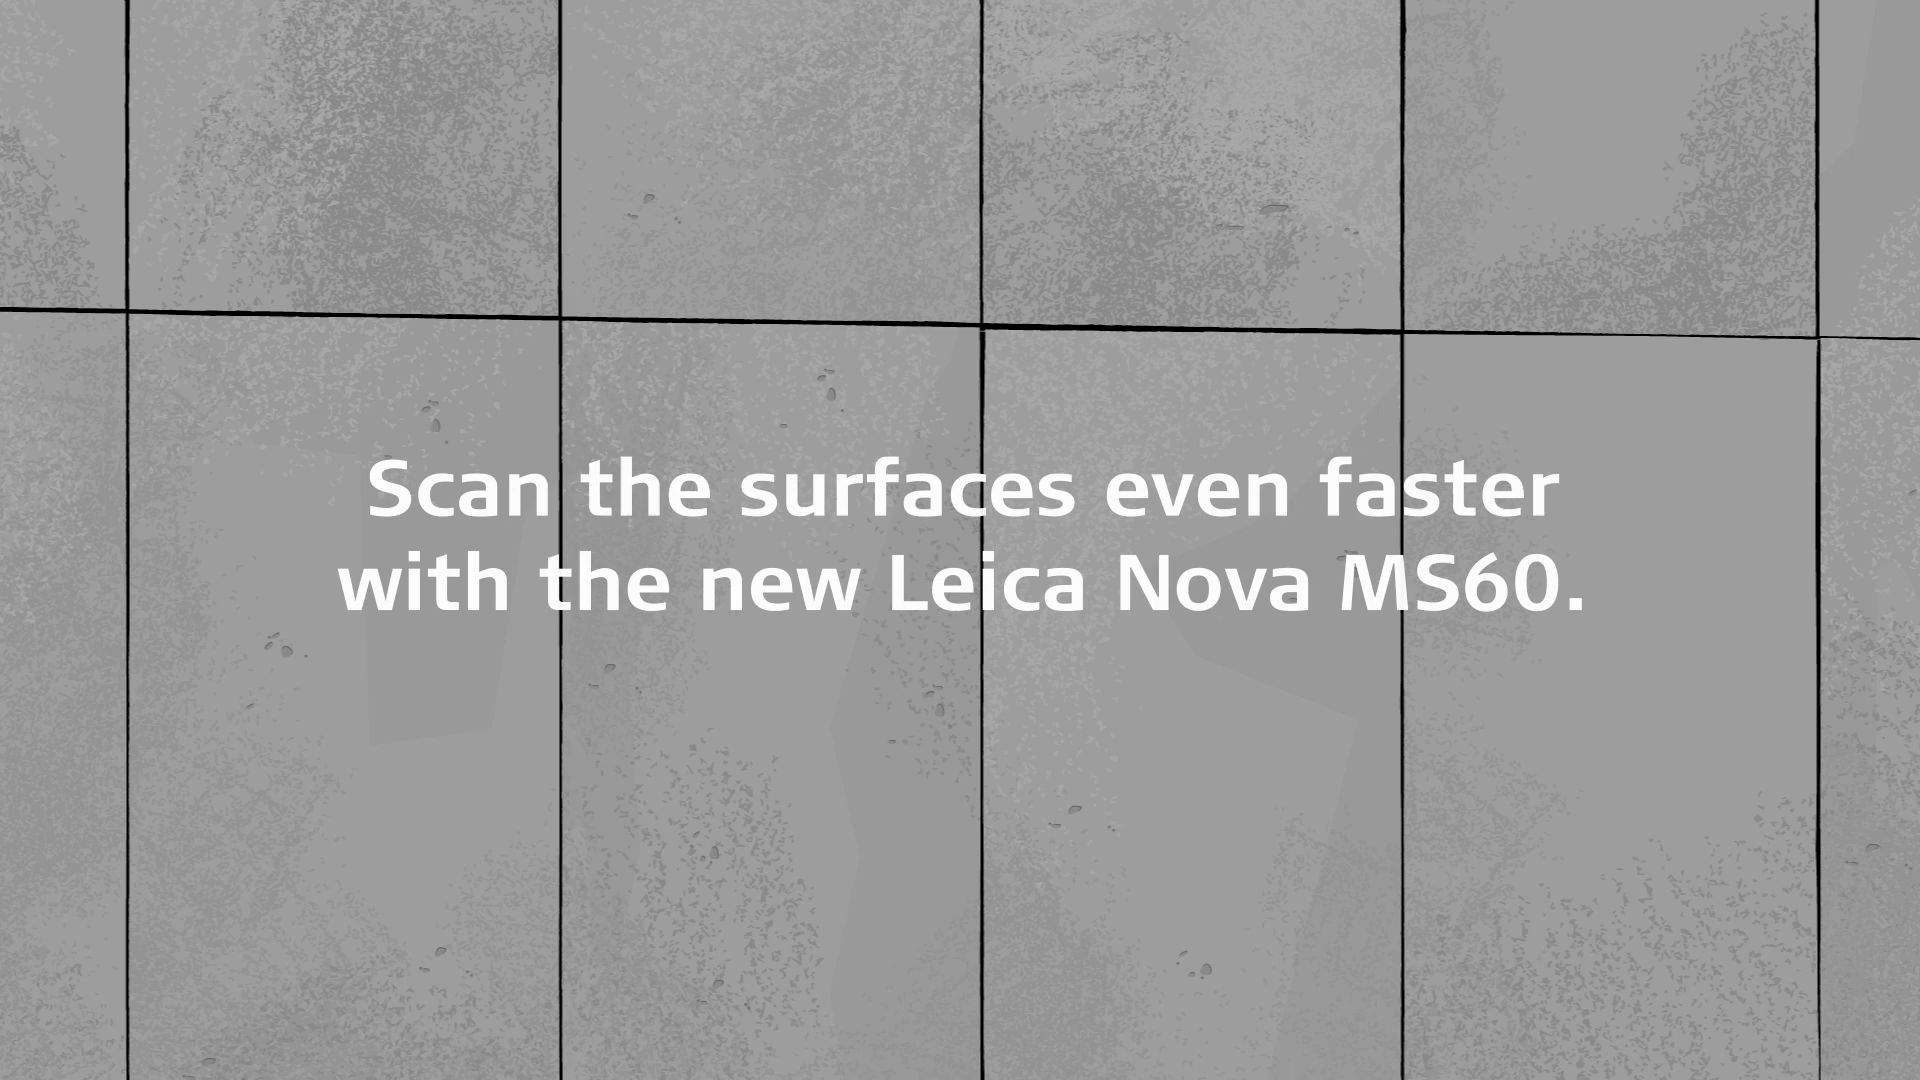 Scan the surfaces even faster
with the new Leica Nova MS60.